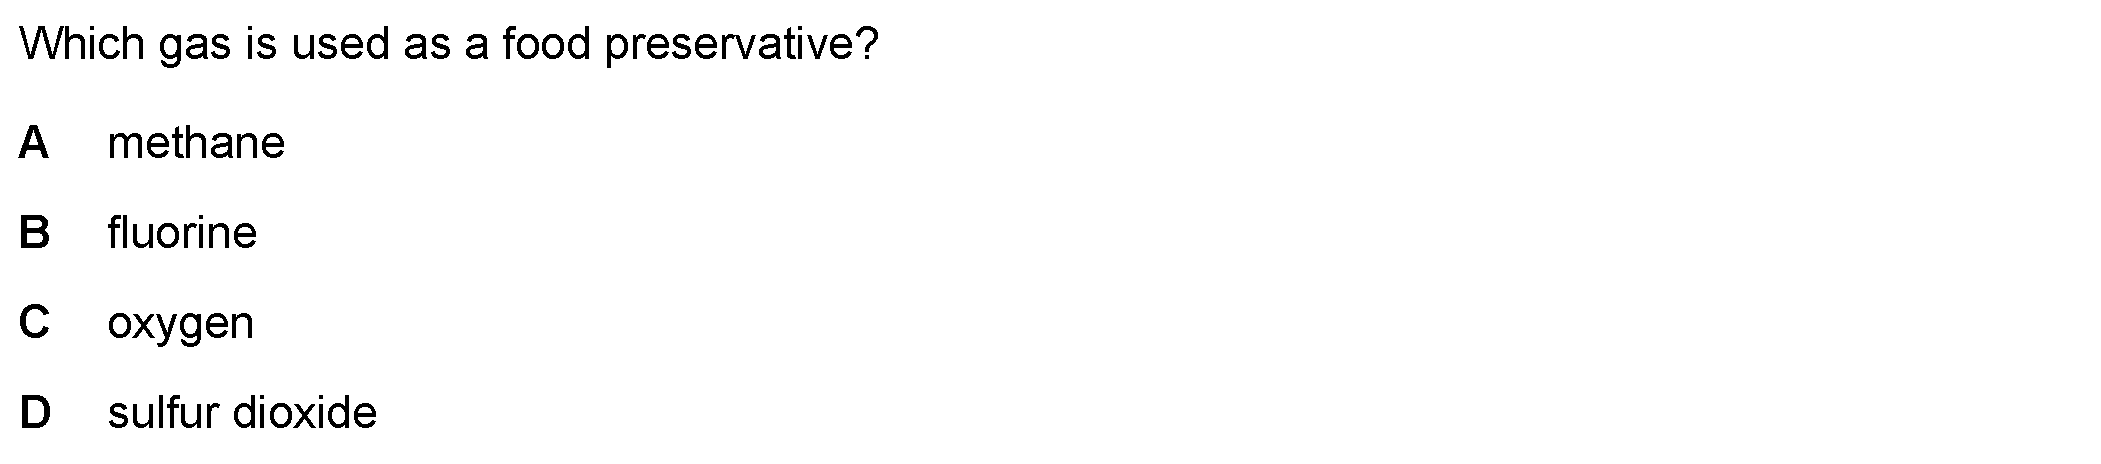 Which gas is used as a food preservative?
A methane
B fluorine
C oxygen
D sulfur dioxide